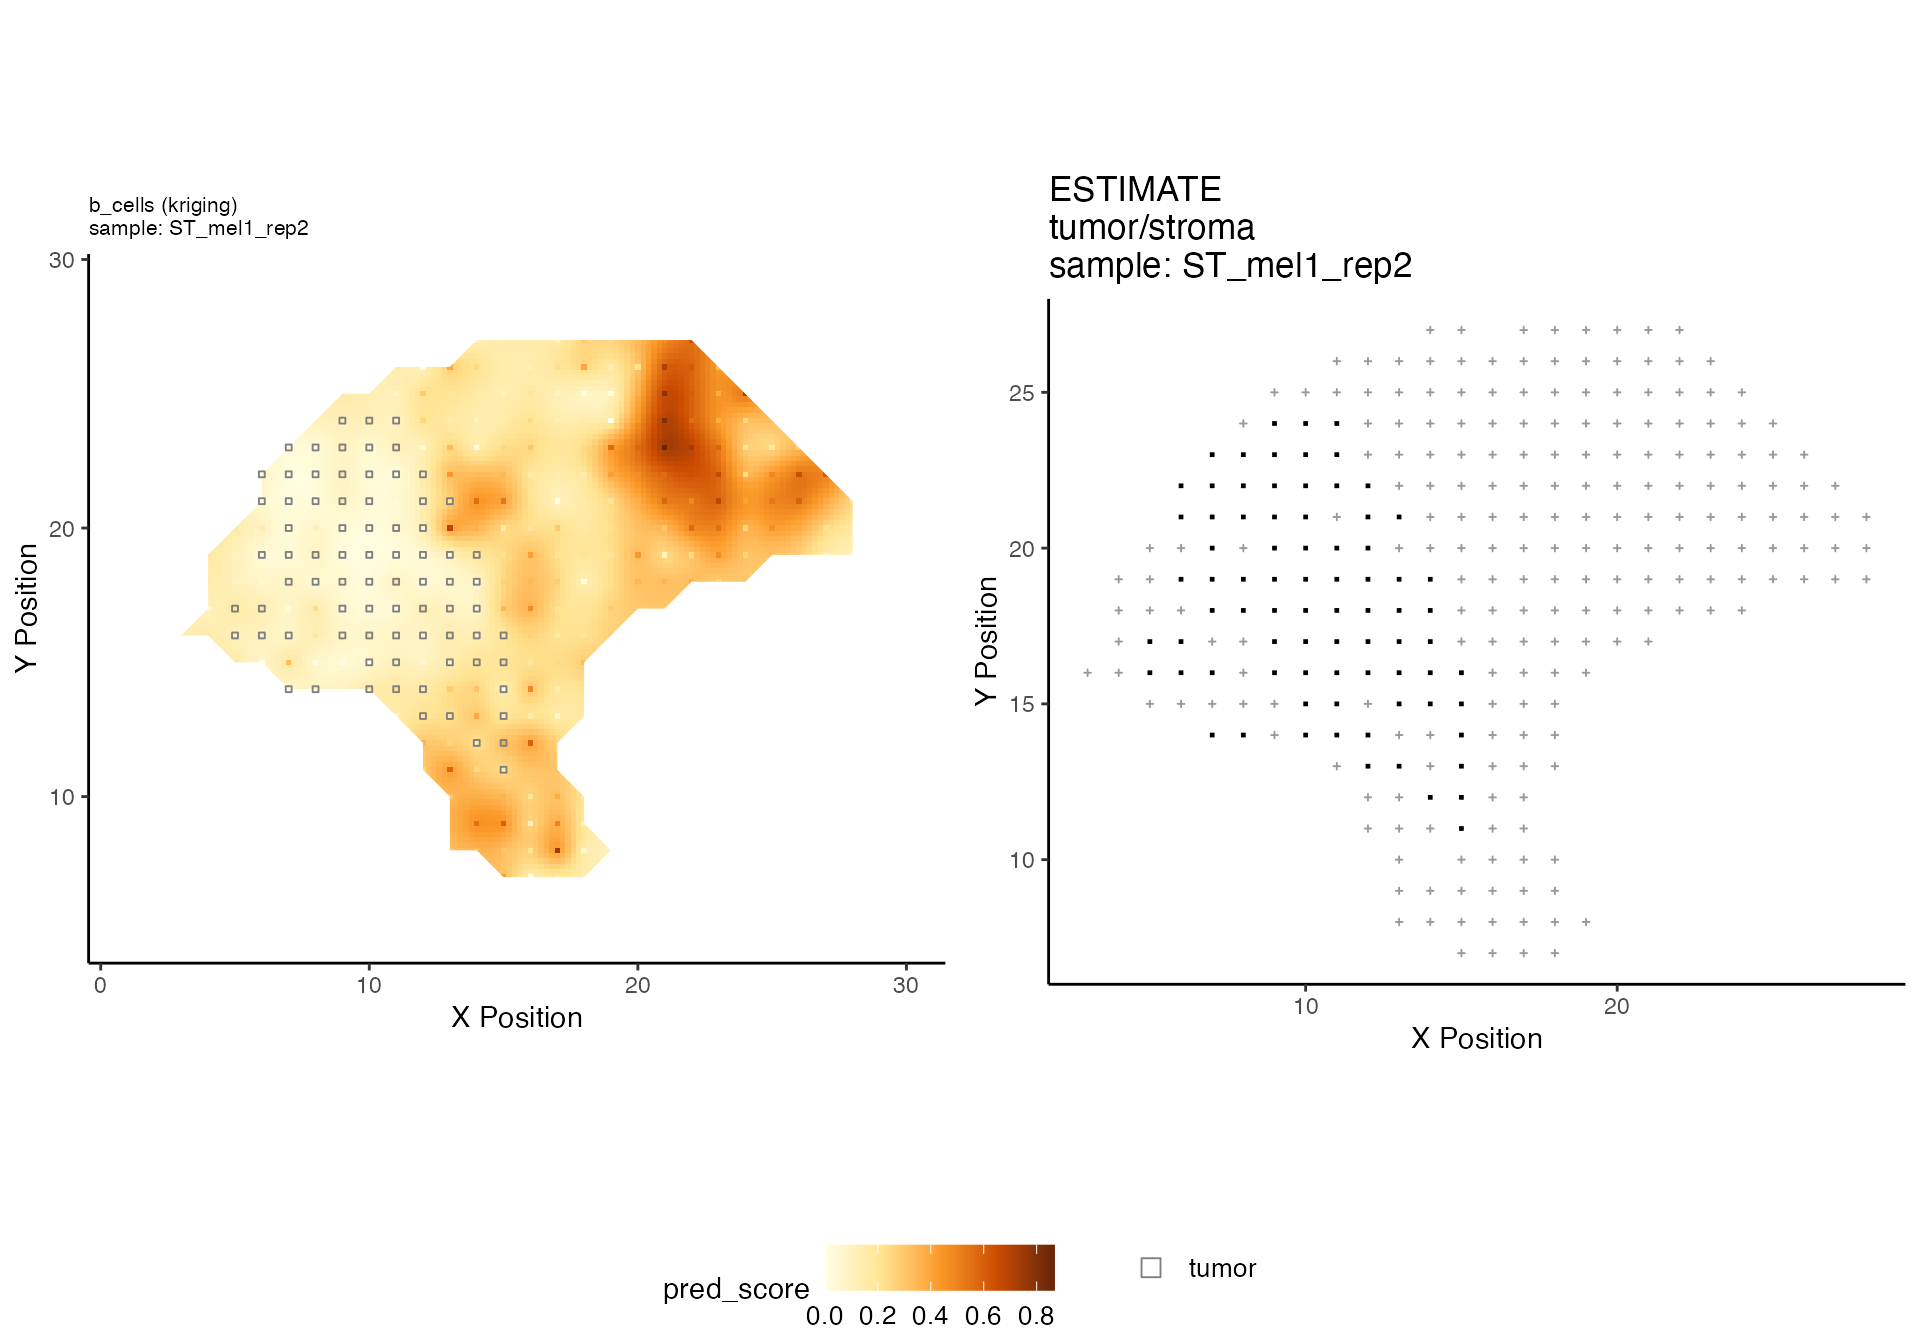 b_cells (kriging)
sample: ST_mel1_rep2
30
20
10
Y Position
0 10 20 30
X Position
ESTIMATE
tumor/stroma
sample: ST_mel1_rep2
25
20
15
10
Y Position
10 20
X Position
pred_score
0.0 0.2 0.4 0.6 0.8
tumor